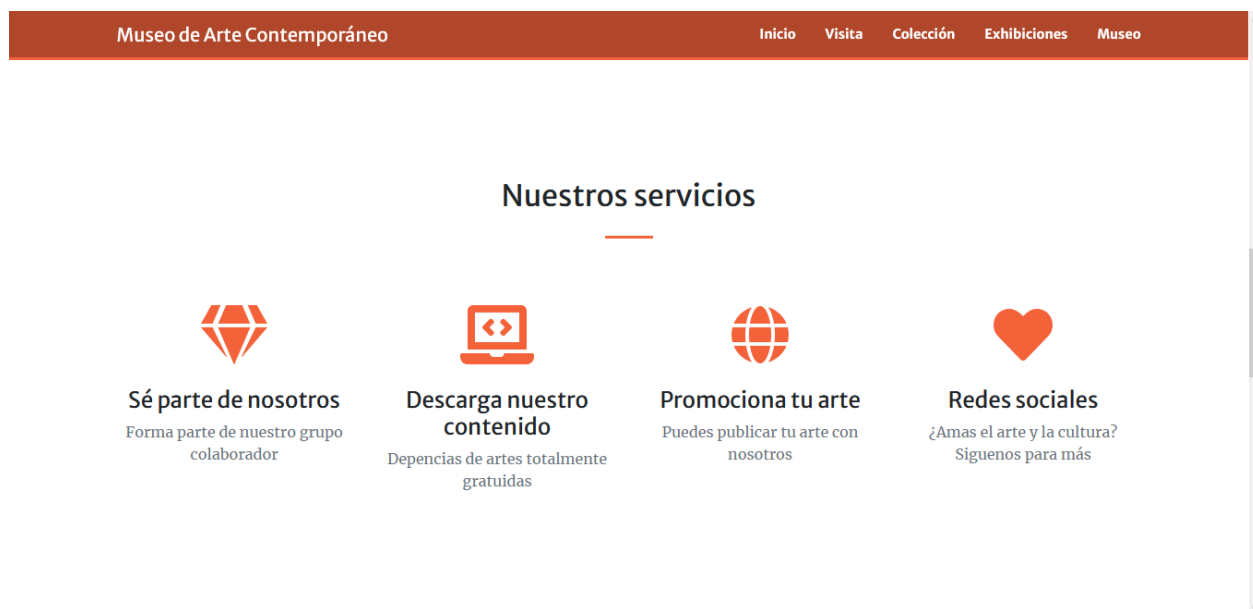 Museo de Arte Contemporáneo
Inicio Visita Colección Exhibiciones Museo
Nuestros servicios
Sé parte de nosotros
Forma parte de nuestro grupo
colaborador
Descarga nuestro
contenido
Depencias de artes totalmente
gratuidas
Promociona tu arte
Puedes publicar tu arte con
nosotros
Redes sociales
¿Amas el arte y la cultura?
Siguenos para más